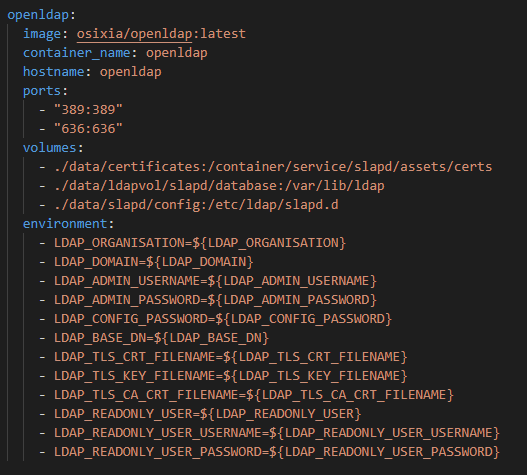 openldap:
  image: osixia/openldap:latest
  container_name: openldap
  hostname: openldap
  ports:
    - "389:389"
    - "636:636"
  volumes:
    - ./data/certificates:/container/service/slapd/assets/certs
    - ./data/ldapvol/slapd/database:/var/lib/ldap
    - ./data/slapd/config:/etc/ldap/slapd.d
  environment:
    - LDAP_ORGANISATION=${LDAP_ORGANISATION}
    - LDAP_DOMAIN=${LDAP_DOMAIN}
    - LDAP_ADMIN_USERNAME=${LDAP_ADMIN_USERNAME}
    - LDAP_ADMIN_PASSWORD=${LDAP_ADMIN_PASSWORD}
    - LDAP_CONFIG_PASSWORD=${LDAP_CONFIG_PASSWORD}
    - LDAP_BASE_DN=${LDAP_BASE_DN}
    - LDAP_TLS_CRT_FILENAME=${LDAP_TLS_CRT_FILENAME}
    - LDAP_TLS_KEY_FILENAME=${LDAP_TLS_KEY_FILENAME}
    - LDAP_TLS_CA_CRT_FILENAME=${LDAP_TLS_CA_CRT_FILENAME}
    - LDAP_READONLY_USER=${LDAP_READONLY_USER}
    - LDAP_READONLY_USER_USERNAME=${LDAP_READONLY_USER_USERNAME}
    - LDAP_READONLY_USER_PASSWORD=${LDAP_READONLY_USER_PASSWORD}